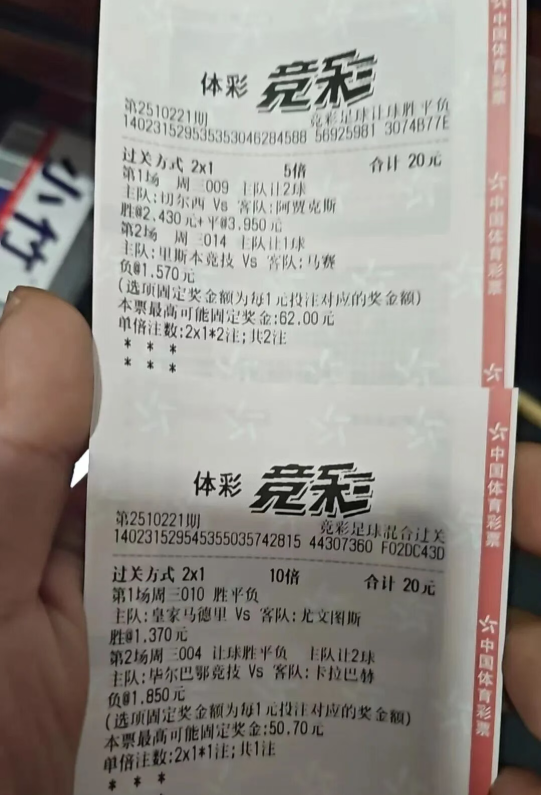 体彩 竞彩
第2510221期 竞彩足球让球胜平负
140231529535353046284588 56925981 3074B77E
过关方式 2x1 5倍 合计 20元
第1场 周三009 主队让2球
主队:切尔西 Vs 客队:阿贾克斯
胜@2.430元+平@3.950元
第2场 周三014 主队让1球
主队:里斯本竞技 Vs 客队:马赛
负@1.570元
(选项固定奖金额为每1元投注对应的奖金额)
本票最高可能固定奖金:62.00元
单倍注数:2x1*2注;共2注
* * *
* * *
体彩 竞彩
第2510221期 竞彩足球混合过关
140231529545355035742815 44307360 F02DC43D
过关方式 2x1 10倍 合计 20元
第1场周三010 胜平负
主队:皇家马德里 Vs 客队:尤文图斯
胜@1.370元
第2场周三004 让球胜平负 主队让2球
主队:毕尔巴鄂竞技 Vs 客队:卡拉巴赫
负@1.850元
(选项固定奖金额为每1元投注对应的奖金额)
本票最高可能固定奖金:50.70元
单倍注数:2x1*1注;共1注
* * *
中国体育彩票
中国体育彩票
中国体育彩票
中国体育彩票
小竹